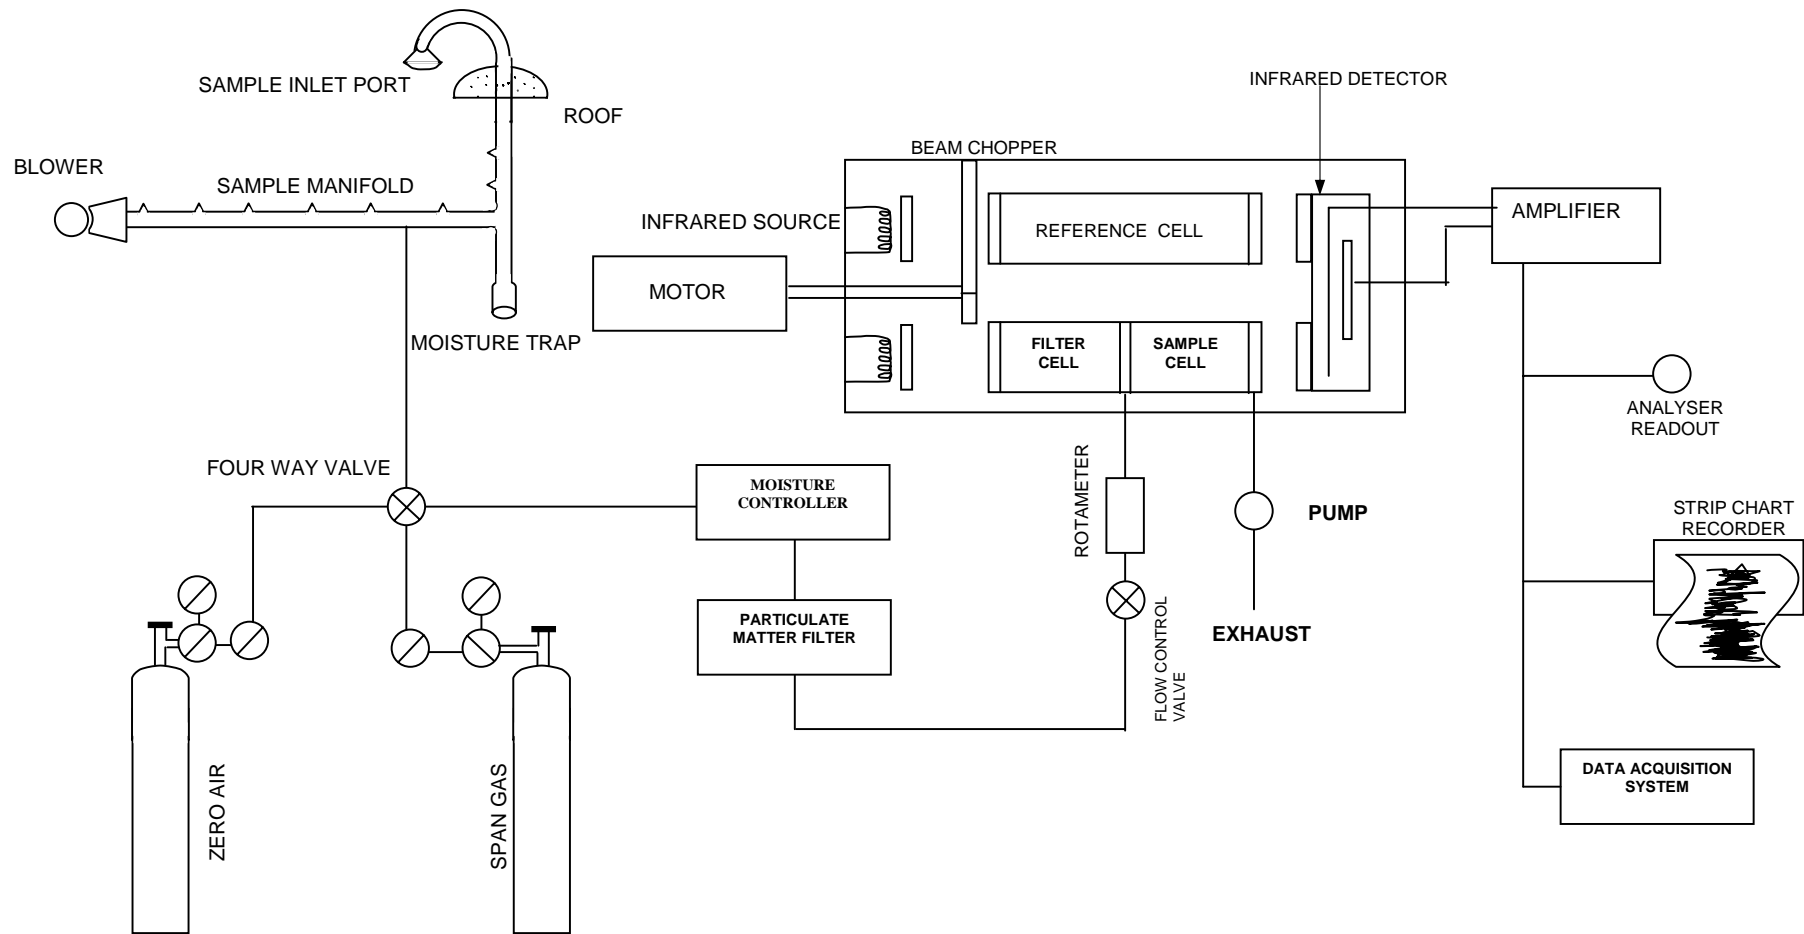 SAMPLE INLET PORT
ROOF
BLOWER
SAMPLE MANIFOLD
MOISTURE TRAP
INFRARED DETECTOR
BEAM CHOPPER
INFRARED SOURCE
REFERENCE CELL
AMPLIFIER
MOTOR
FILTER
CELL
SAMPLE
CELL
ANALYSER
READOUT
FOUR WAY VALVE
MOISTURE
CONTROLLER
ROTAMETER
PUMP
STRIP CHART
RECORDER
PARTICULATE
MATTER FILTER
FLOW CONTROL
VALVE
EXHAUST
ZERO AIR
SPAN GAS
DATA ACQUISITION
SYSTEM